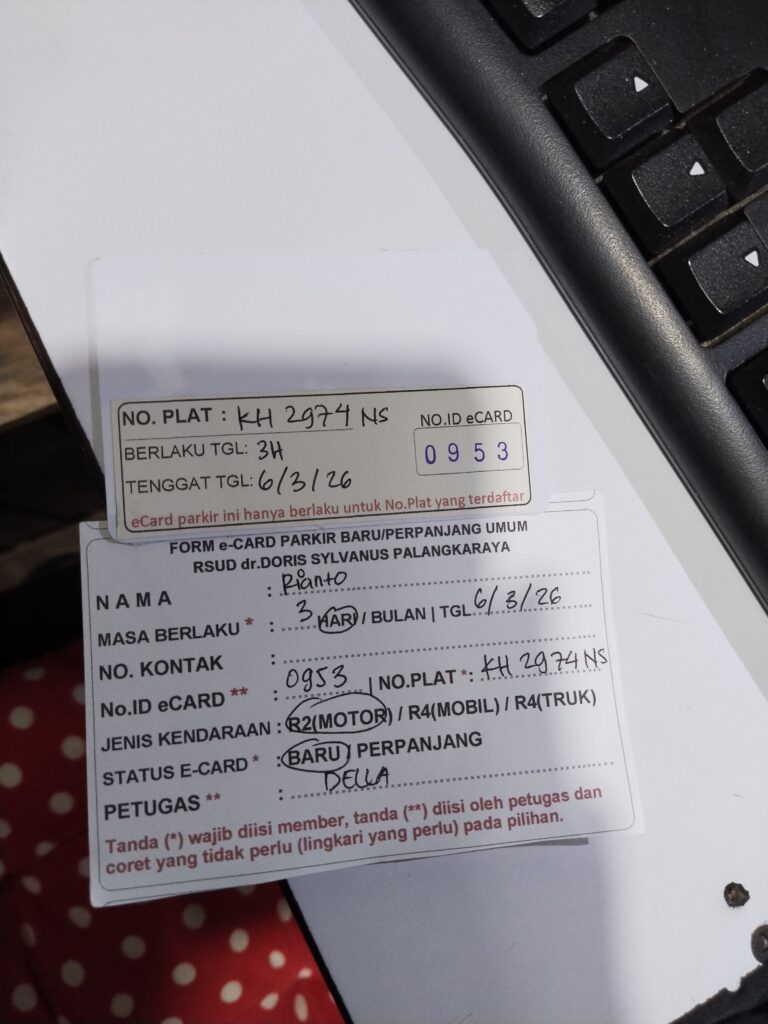 NO. PLAT : KH 2974 NS
NO.ID eCARD
BERLAKU TGL: 3H
0953
TENGGAT TGL: 6/3/26
eCard parkir ini hanya berlaku untuk No.Plat yang terdaftar
FORM e-CARD PARKIR BARU/PERPANJANG UMUM
RSUD dr.DORIS SYLVANUS PALANGKARAYA
NAMA : Rianto
MASA BERLAKU * : 3 HARI / BULAN | TGL 6/3/26
NO. KONTAK :
No.ID eCARD ** : 0953 | NO.PLAT *: KH 2974 NS
JENIS KENDARAAN : R2(MOTOR) / R4(MOBIL) / R4(TRUK)
STATUS E-CARD * : BARU / PERPANJANG
PETUGAS ** : DELLA
Tanda (*) wajib diisi member, tanda (**) diisi oleh petugas dan
coret yang tidak perlu (lingkari yang perlu) pada pilihan.